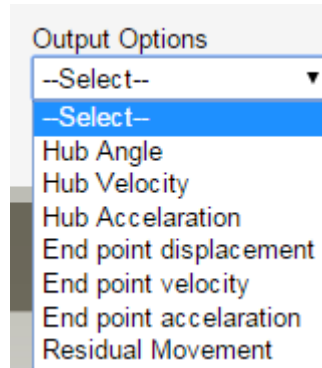 Output Options
--Select--
--Select--
Hub Angle
Hub Velocity
Hub Accelaration
End point displacement
End point velocity
End point accelaration
Residual Movement